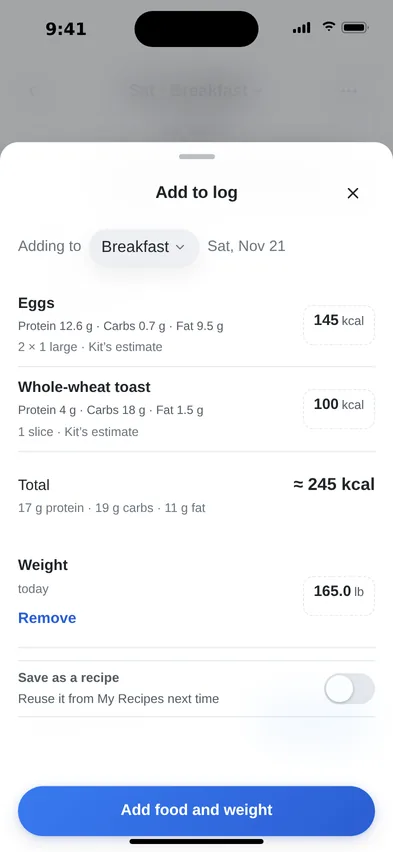 9:41
Sat · Breakfast
Add to log
Adding to Breakfast Sat, Nov 21
Eggs
Protein 12.6 g · Carbs 0.7 g · Fat 9.5 g
145 kcal
2 × 1 large · Kit's estimate
Whole-wheat toast
Protein 4 g · Carbs 18 g · Fat 1.5 g
100 kcal
1 slice · Kit's estimate
Total ≈ 245 kcal
17 g protein · 19 g carbs · 11 g fat
Weight
today
165.0 lb
Remove
Save as a recipe
Reuse it from My Recipes next time
Add food and weight